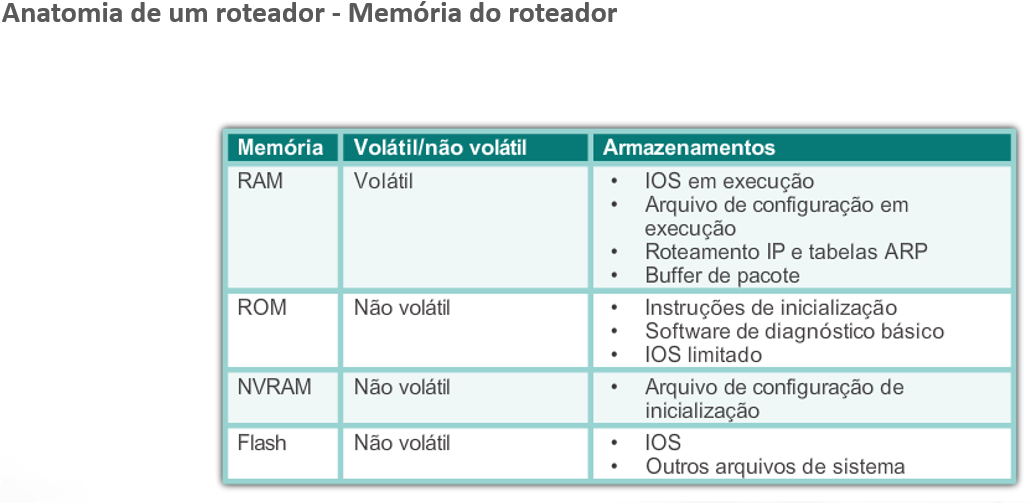 Anatomia de um roteador - Memória do roteador
Memória Volátil/não volátil Armazenamentos
RAM Volátil • IOS em execução
• Arquivo de configuração em
execução
• Roteamento IP e tabelas ARP
• Buffer de pacote
ROM Não volátil • Instruções de inicialização
• Software de diagnóstico básico
• IOS limitado
NVRAM Não volátil • Arquivo de configuração de
inicialização
Flash Não volátil • IOS
• Outros arquivos de sistema